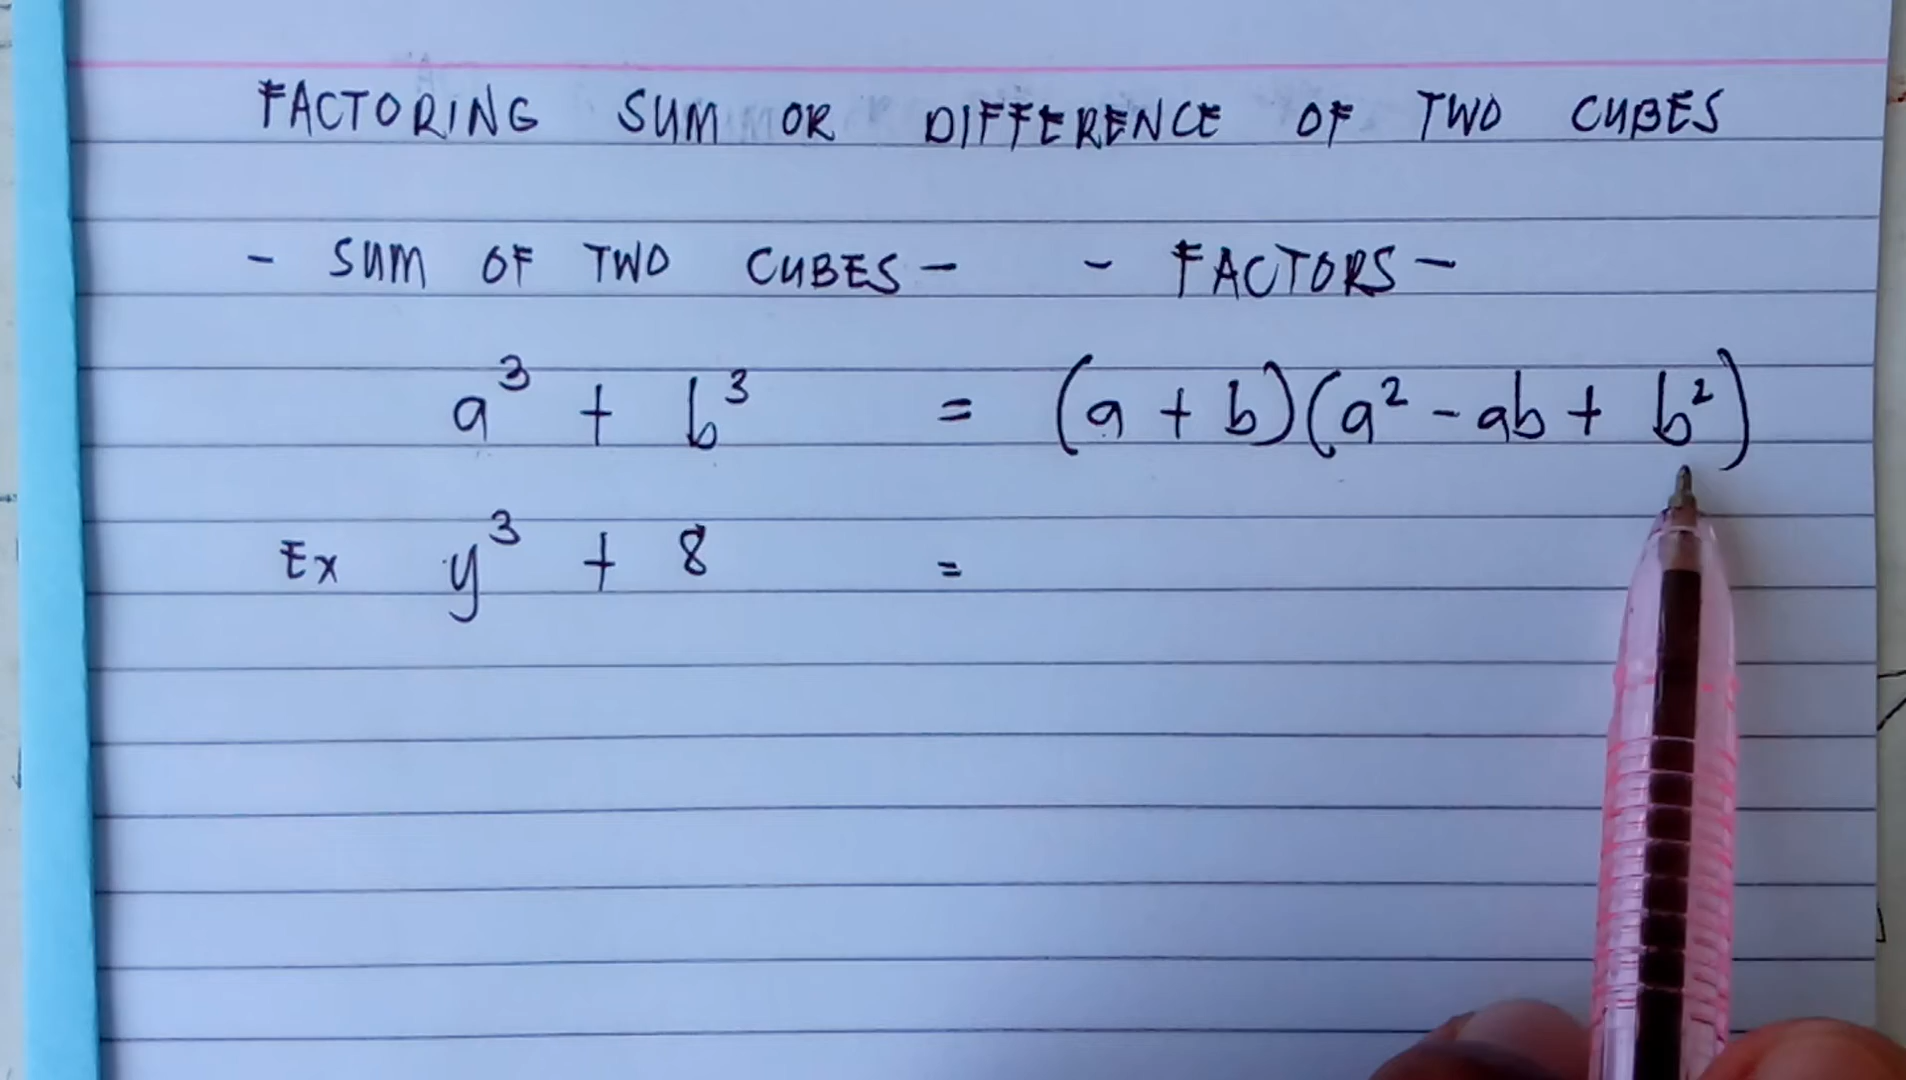 FACTORING SUM OR DIFFERENCE OF TWO CUBES
- SUM OF TWO CUBES - - FACTORS -
a³ + b³ = (a + b)(a² - ab + b²)
Ex y³ + 8 =